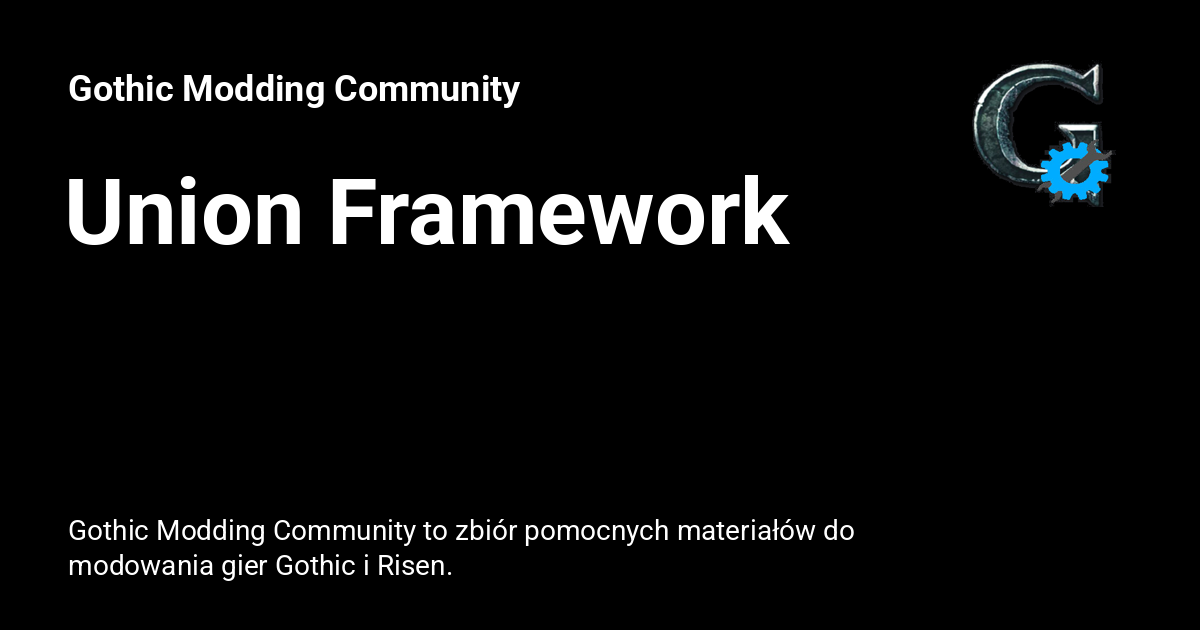 Gothic Modding Community
Union Framework
Gothic Modding Community to zbiór pomocnych materiałów do
modowania gier Gothic i Risen.